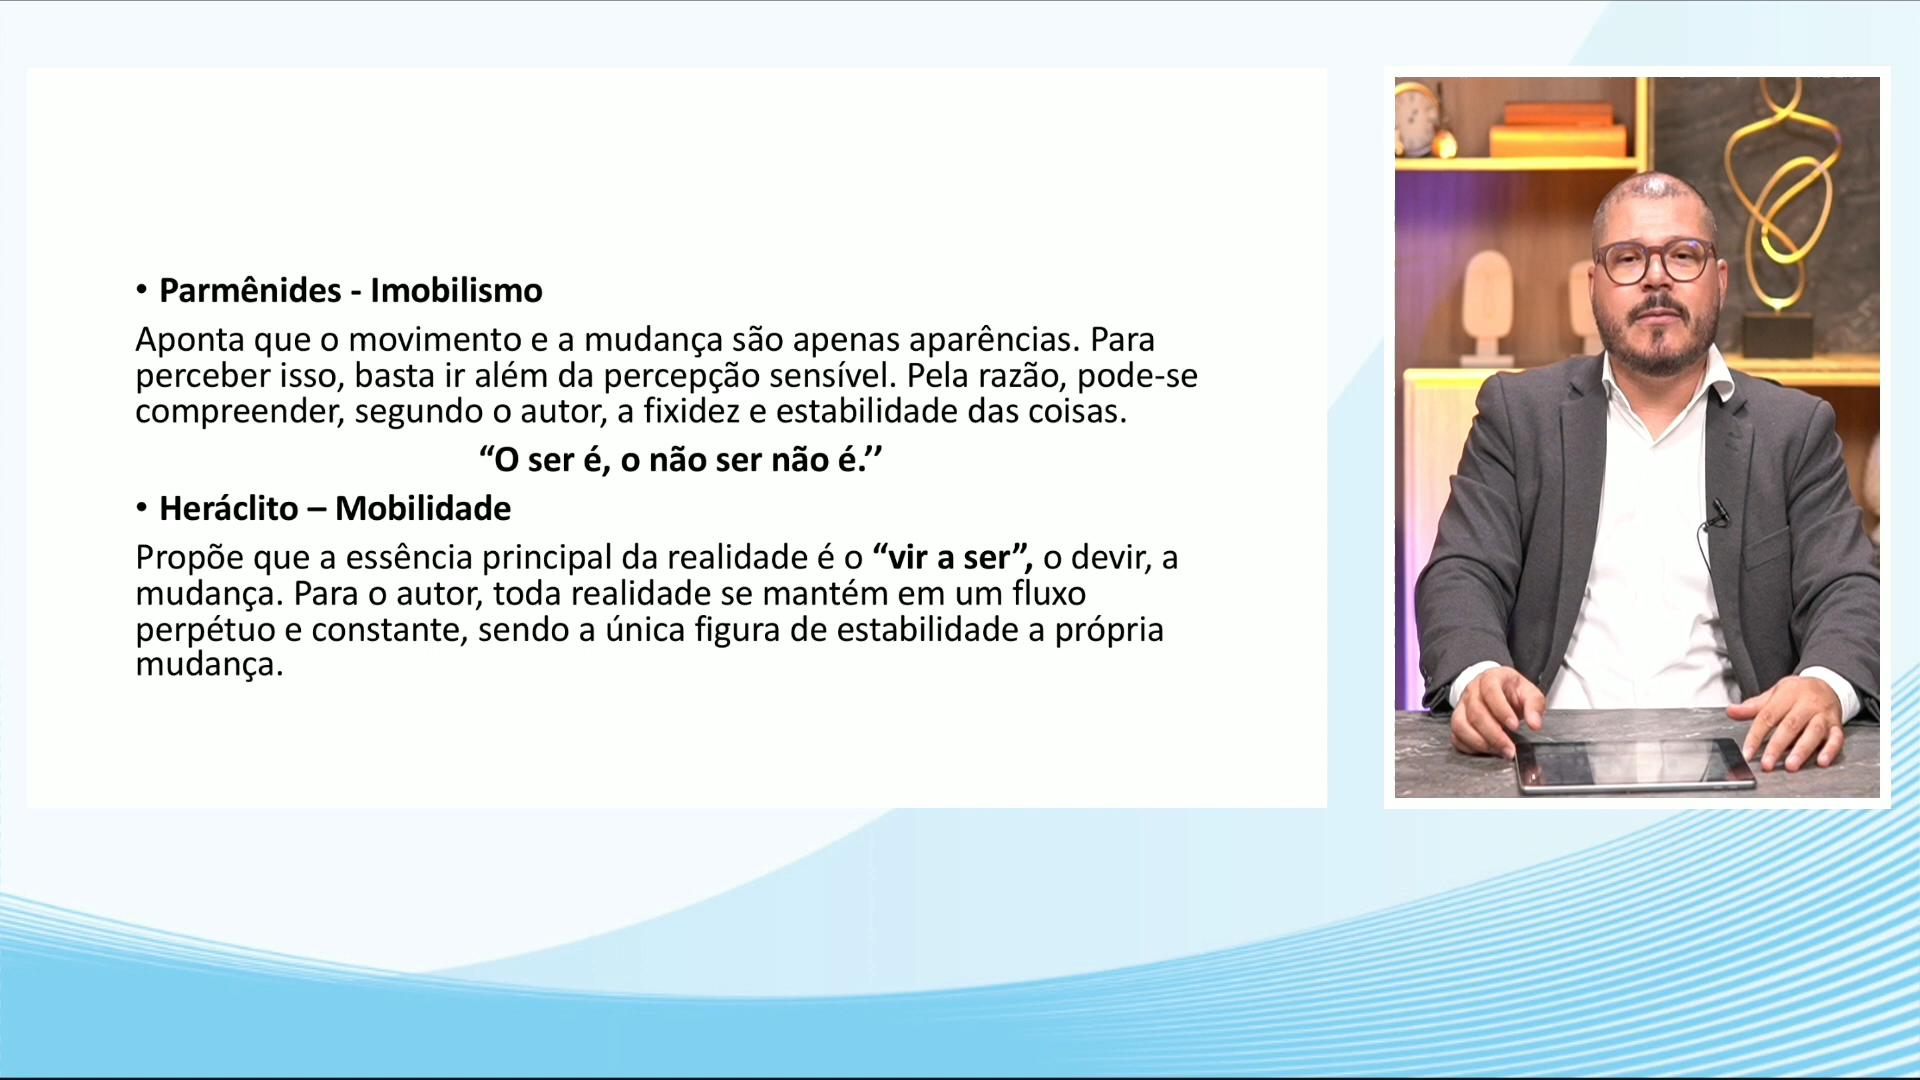 • Parmênides - Imobilismo
Aponta que o movimento e a mudança são apenas aparências. Para
perceber isso, basta ir além da percepção sensível. Pela razão, pode-se
compreender, segundo o autor, a fixidez e estabilidade das coisas.
“O ser é, o não ser não é.’’
• Heráclito – Mobilidade
Propõe que a essência principal da realidade é o “vir a ser”, o devir, a
mudança. Para o autor, toda realidade se mantém em um fluxo
perpétuo e constante, sendo a única figura de estabilidade a própria
mudança.